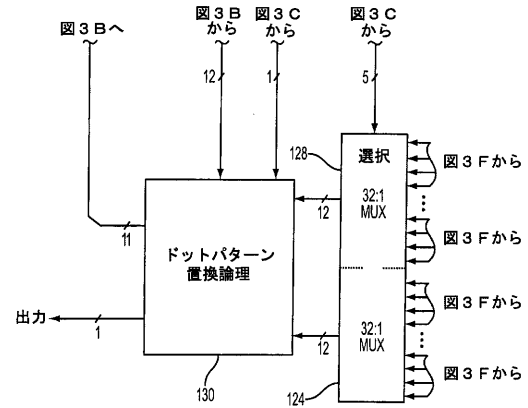 図3Bへ
図3B
から
図3C
から
図3C
から
12
1
5
128
選択
32:1
MUX
図3Fから
12
図3Fから
11
ドットパターン
置換論理
図3Fから
出力
1
12
32:1
MUX
図3Fから
130
124